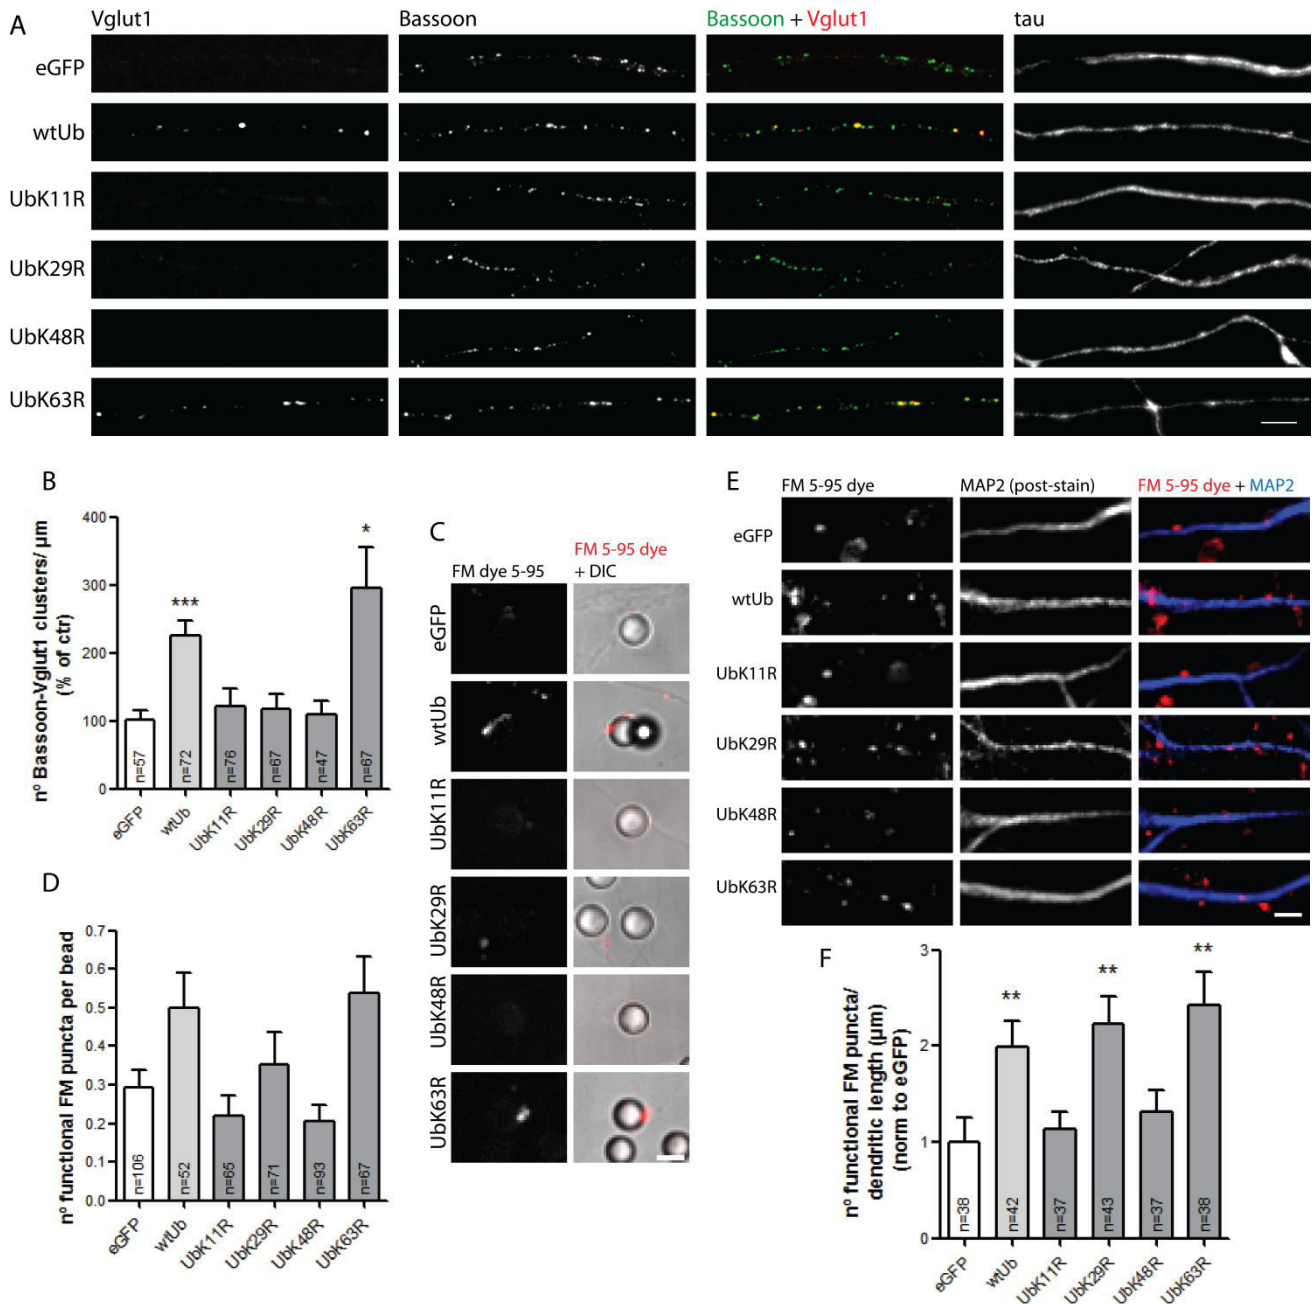 A
Vglut1
Bassoon
Bassoon + Vglut1
tau
eGFP
wtUb
UbK11R
UbK29R
UbK48R
UbK63R
B
nº Bassoon-Vglut1 clusters/ µm
(% of ctr)
400
300
200
100
0
***
*
n=57
n=72
n=76
n=67
n=47
n=67
eGFP
wtUb
UbK11R
UbK29R
UbK48R
UbK63R
C
FM dye 5-95
FM 5-95 dye
+ DIC
eGFP
wtUb
UbK11R
UbK29R
UbK48R
UbK63R
D
nº functional FM puncta per bead
0.7
0.6
0.5
0.4
0.3
0.2
0.1
0.0
n=106
n=52
n=65
n=71
n=93
n=67
eGFP
wtUb
UbK11R
UbK29R
UbK48R
UbK63R
E
FM 5-95 dye
MAP2 (post-stain)
FM 5-95 dye + MAP2
eGFP
wtUb
UbK11R
UbK29R
UbK48R
UbK63R
F
nº functional FM puncta/
dendritic length (µm)
(norm to eGFP)
3
2
1
0
**
**
**
n=38
n=42
n=37
n=43
n=37
n=38
eGFP
wtUb
UbK11R
UbK29R
UbK48R
UbK63R